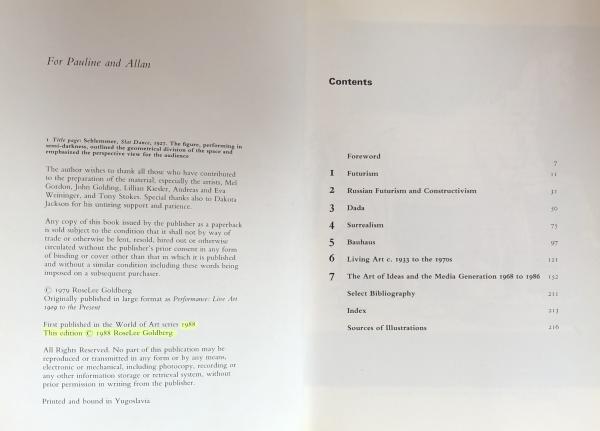 For Pauline and Allan
1 Title page: Schlemmer, Slat Dance, 1927. The figure, performing in
semi-darkness, outlined the geometrical division of the space and
emphasized the perspective view for the audience
The author wishes to thank all those who have contributed
to the preparation of the material, especially the artists, Mel
Gordon, John Golding, Lillian Kiesler, Andreas and Eva
Weininger, and Tony Stokes. Special thanks also to Dakota
Jackson for his untiring support and patience.
Any copy of this book issued by the publisher as a paperback
is sold subject to the condition that it shall not by way of
trade or otherwise be lent, resold, hired out or otherwise
circulated without the publisher's prior consent in any form
of binding or cover other than that in which it is published
and without a similar condition including these words being
imposed on a subsequent purchaser.
© 1979 RoseLee Goldberg
Originally published in large format as Performance: Live Art
1909 to the Present
First published in the World of Art series 1988
This edition © 1988 RoseLee Goldberg
All Rights Reserved. No part of this publication may be
reproduced or transmitted in any form or by any means,
electronic or mechanical, including photocopy, recording or
any other information storage or retrieval system, without
prior permission in writing from the publisher.
Printed and bound in Yugoslavia
Contents
Foreword 7
1 Futurism 11
2 Russian Futurism and Constructivism 31
3 Dada 50
4 Surrealism 75
5 Bauhaus 97
6 Living Art c. 1933 to the 1970s 121
7 The Art of Ideas and the Media Generation 1968 to 1986 152
Select Bibliography 211
Index 213
Sources of Illustrations 216